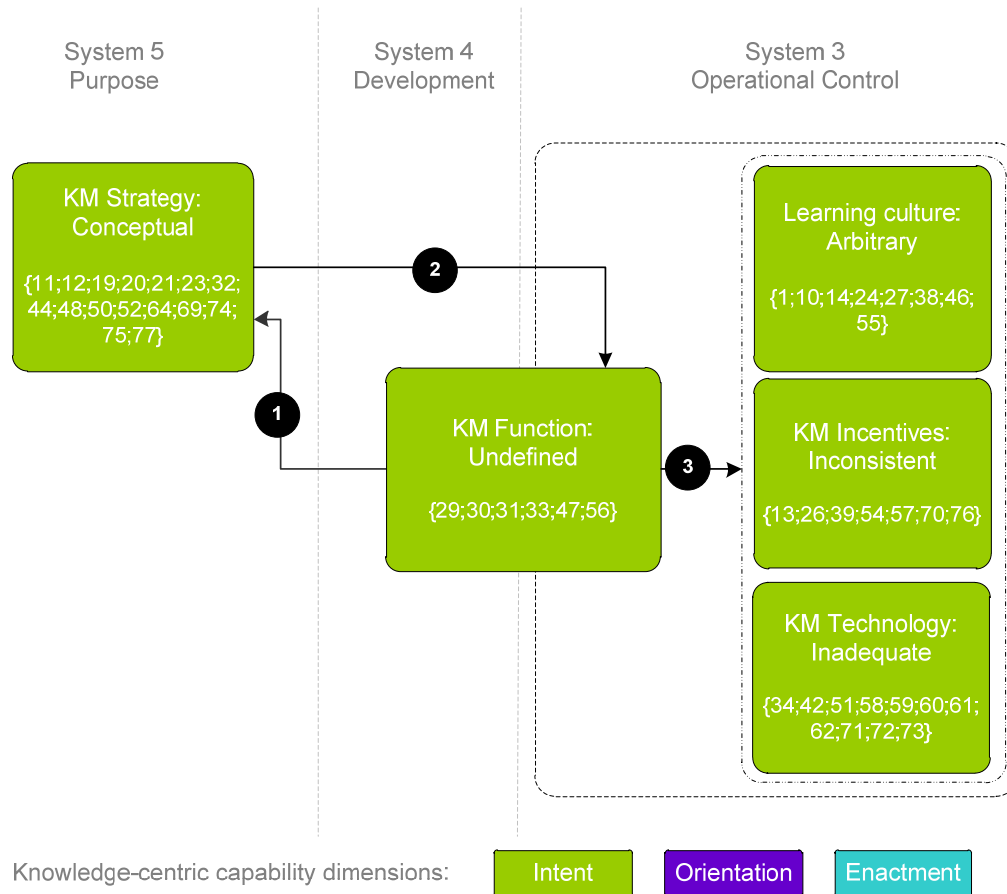 System 5
Purpose
System 4
Development
System 3
Operational Control
KM Strategy:
Conceptual
{11;12;19;20;21;23;32;
44;48;50;52;64;69;74;
75;77}
2
1
KM Function:
Undefined
{29;30;31;33;47;56}
3
Learning culture:
Arbitrary
{1;10;14;24;27;38;46;
55}
KM Incentives:
Inconsistent
{13;26;39;54;57;70;76}
KM Technology:
Inadequate
{34;42;51;58;59;60;61;
62;71;72;73}
Knowledge-centric capability dimensions:
Intent
Orientation
Enactment